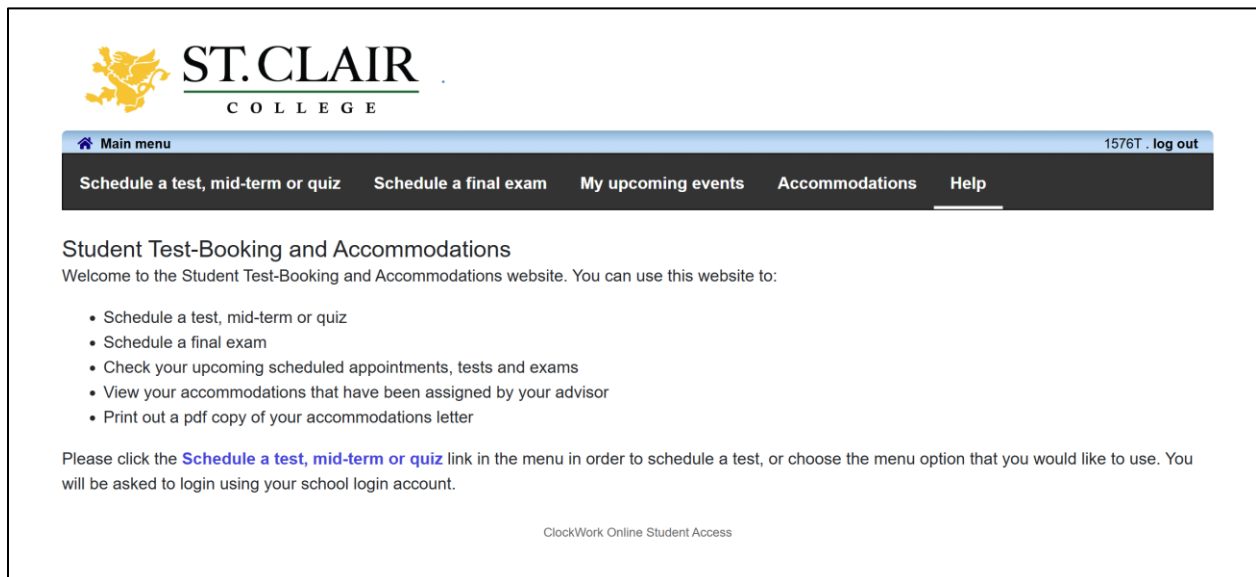 ST. CLAIR
COLLEGE
Main menu
1576T . log out
Schedule a test, mid-term or quiz Schedule a final exam My upcoming events Accommodations Help
Student Test-Booking and Accommodations
Welcome to the Student Test-Booking and Accommodations website. You can use this website to:
• Schedule a test, mid-term or quiz
• Schedule a final exam
• Check your upcoming scheduled appointments, tests and exams
• View your accommodations that have been assigned by your advisor
• Print out a pdf copy of your accommodations letter
Please click the Schedule a test, mid-term or quiz link in the menu in order to schedule a test, or choose the menu option that you would like to use. You
will be asked to login using your school login account.
ClockWork Online Student Access